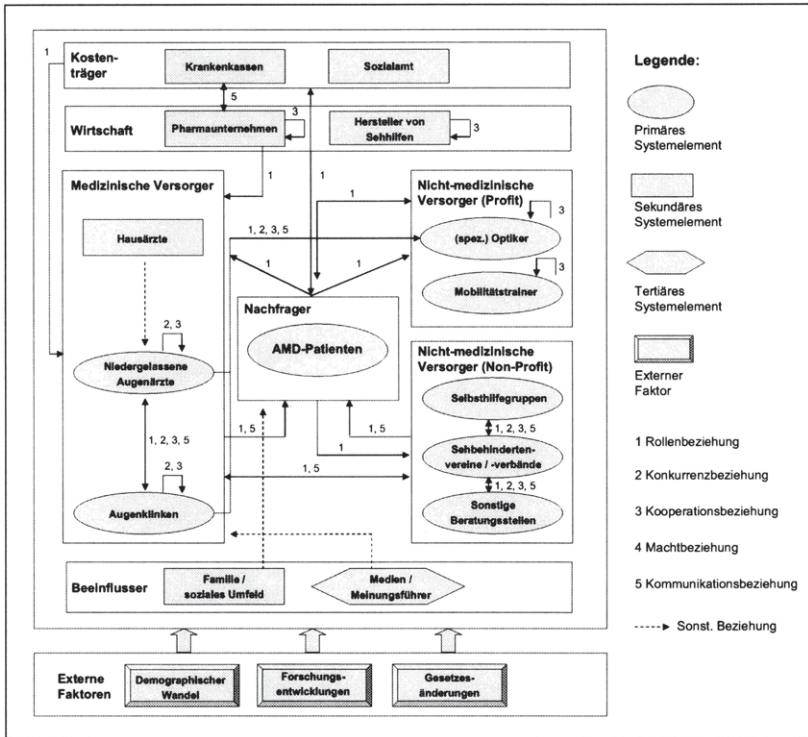 Kosten-
träger
Krankenkassen
Sozialamt
1
5
Wirtschaft
Pharmaunternehmen
3
Hersteller von
Sehhilfen
3
1
1
Medizinische Versorger
Hausärzte
Niedergelassene
Augenärzte
2, 3
1, 2, 3, 5
Augenkliniken
2, 3
1, 2, 3, 5
1
1
1
Nachfrager
AMD-Patienten
1, 5
1
1, 5
1, 5
Nicht-medizinische
Versorger (Profit)
3
(spez.) Optiker
3
Mobilitätstrainer
Nicht-medizinische
Versorger (Non-Profit)
Selbsthilfegruppen
1, 2, 3, 5
Sehbehinderten-
vereine / -verbände
1, 2, 3, 5
Sonstige
Beratungsstellen
Beeinflusser
Familie /
soziales Umfeld
Medien /
Meinungsführer
Externe
Faktoren
Demographischer
Wandel
Forschungs-
entwicklungen
Gesetzes-
änderungen
Legende:
Primäres
Systemelement
Sekundäres
Systemelement
Tertiäres
Systemelement
Externer
Faktor
1 Rollenbeziehung
2 Konkurrenzbeziehung
3 Kooperationsbeziehung
4 Machtbeziehung
5 Kommunikationsbeziehung
Sonst. Beziehung